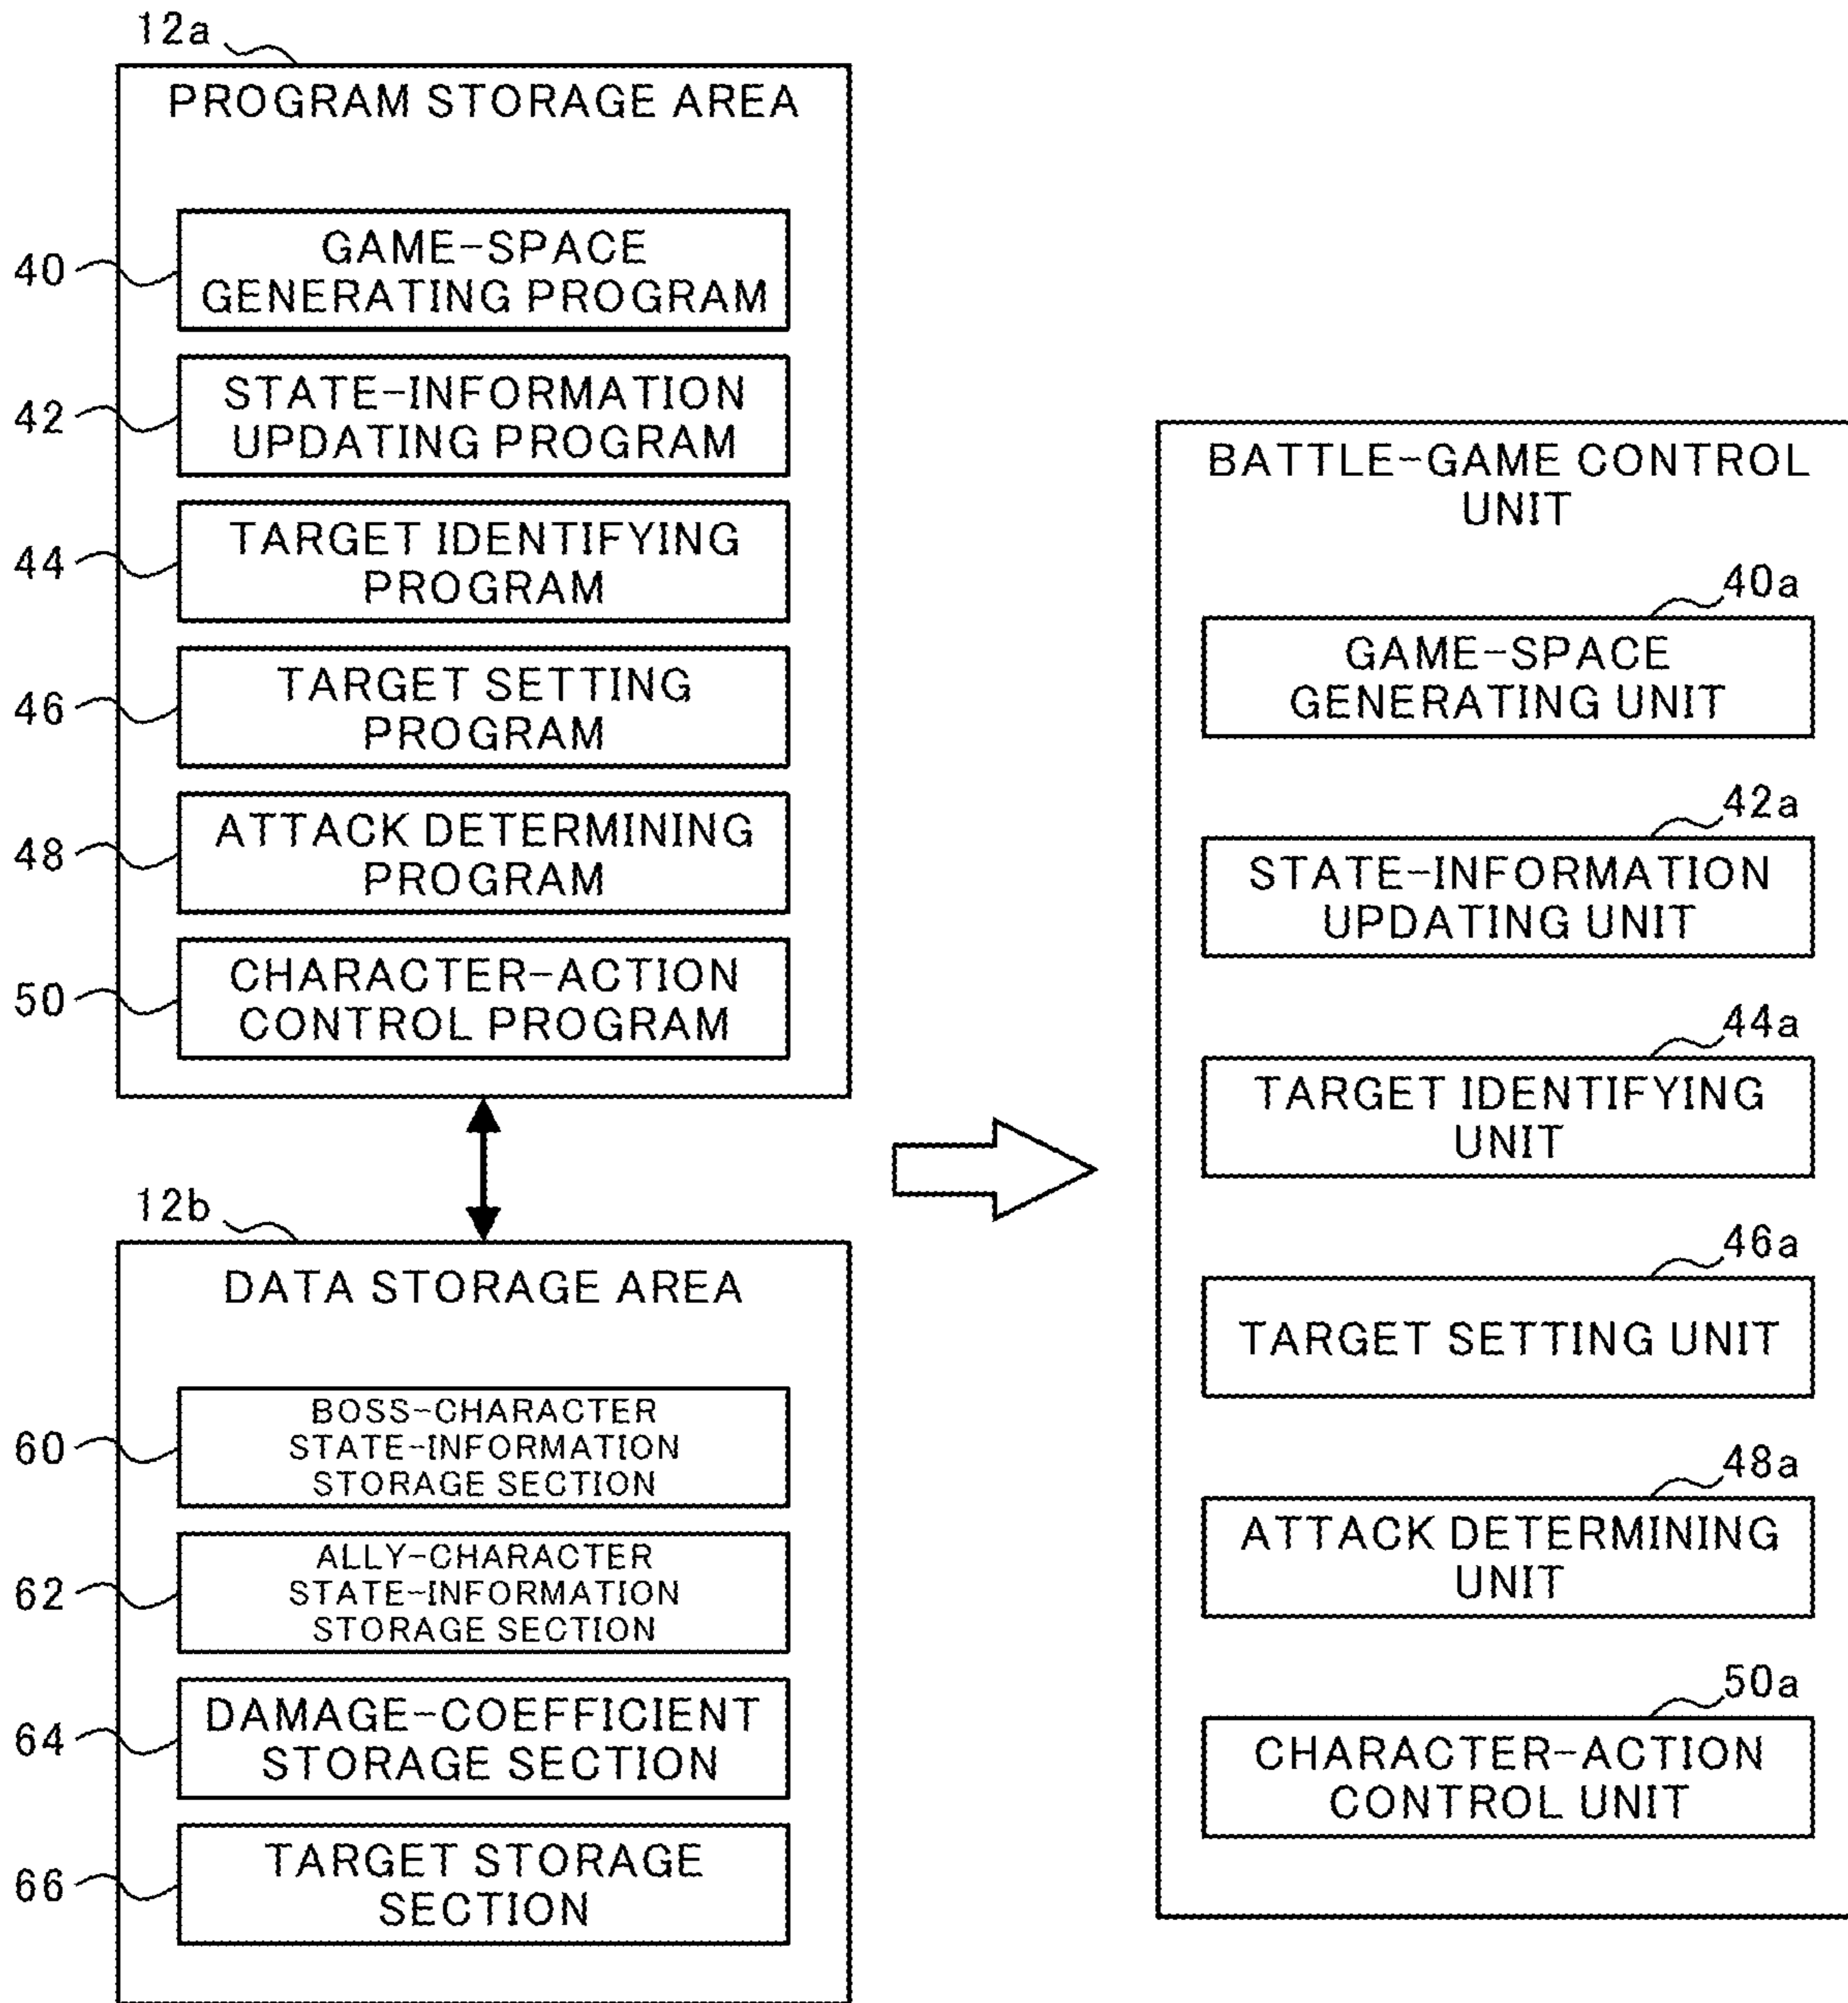 12a
PROGRAM STORAGE AREA
40
GAME-SPACE
GENERATING PROGRAM
42
STATE-INFORMATION
UPDATING PROGRAM
44
TARGET IDENTIFYING
PROGRAM
46
TARGET SETTING
PROGRAM
48
ATTACK DETERMINING
PROGRAM
50
CHARACTER-ACTION
CONTROL PROGRAM
12b
DATA STORAGE AREA
60
BOSS-CHARACTER
STATE-INFORMATION
STORAGE SECTION
62
ALLY-CHARACTER
STATE-INFORMATION
STORAGE SECTION
64
DAMAGE-COEFFICIENT
STORAGE SECTION
66
TARGET STORAGE
SECTION
BATTLE-GAME CONTROL
UNIT
40a
GAME-SPACE
GENERATING UNIT
42a
STATE-INFORMATION
UPDATING UNIT
44a
TARGET IDENTIFYING
UNIT
46a
TARGET SETTING UNIT
48a
ATTACK DETERMINING
UNIT
50a
CHARACTER-ACTION
CONTROL UNIT